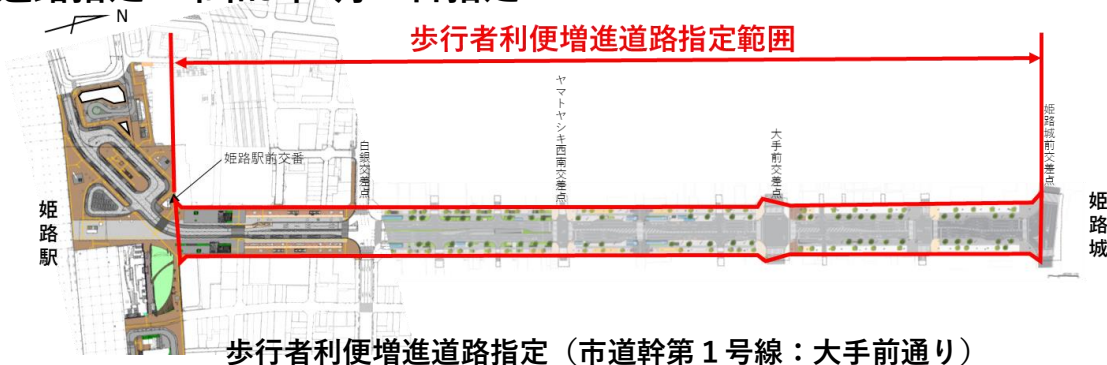 N
歩行者利便増進道路指定範囲
姫路駅前交番
白銀交差点
ヤマトヤシキ西南交差点
大手前交差点
姫路城前交差点
姫路駅
姫路城
歩行者利便増進道路指定（市道幹第１号線：大手前通り）